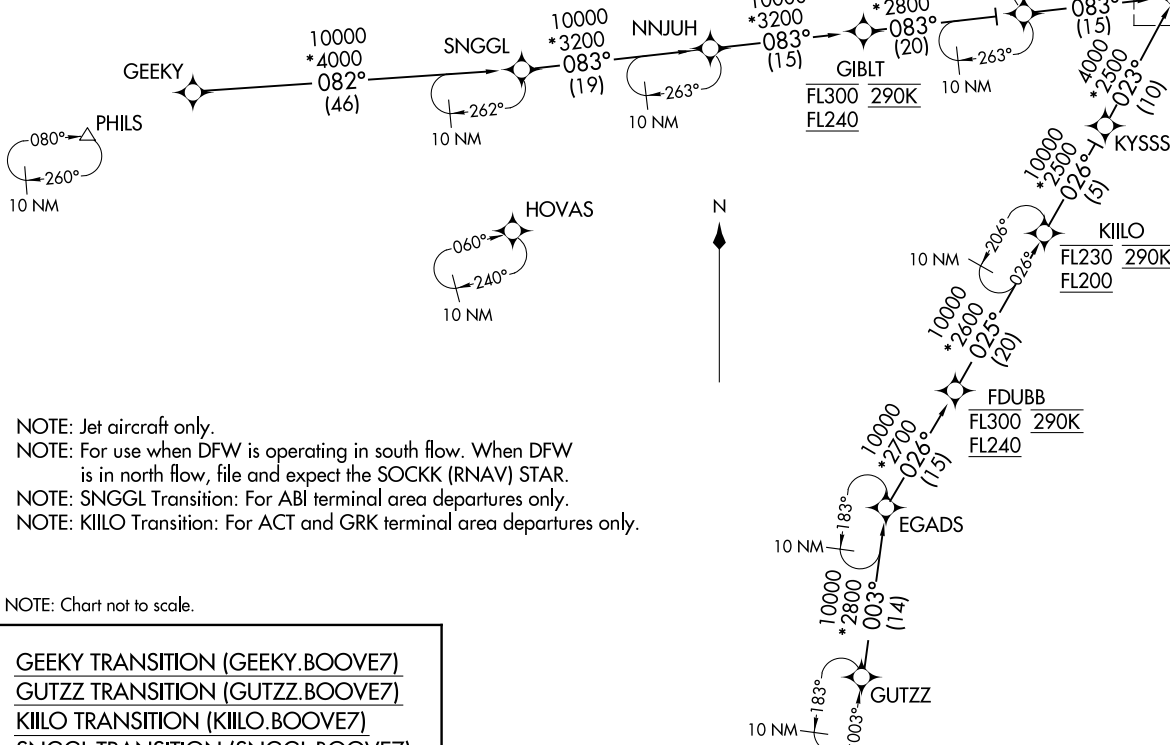 10000
*3200
083°
(15)
*2800
083°
(20)
083°
(15)
10000
*4000
082°
(46)
GEEKY
SNGGL
10000
*3200
083°
(19)
NNJUH
GIBLT
FL300 290K
FL240
262°
10 NM
263°
10 NM
263°
10 NM
4000
*2500
023°
(10)
KYSSS
080°
PHILS
260°
10 NM
10000
*2500
026°
(5)
HOVAS
060°
240°
10 NM
N
KIILO
FL230 290K
FL200
206°
026°
10 NM
10000
*2600
025°
(20)
FDUBB
FL300 290K
FL240
10000
*2700
026°
(15)
NOTE: Jet aircraft only.
NOTE: For use when DFW is operating in south flow. When DFW
is in north flow, file and expect the SOCKK (RNAV) STAR.
NOTE: SNGGL Transition: For ABI terminal area departures only.
NOTE: KIILO Transition: For ACT and GRK terminal area departures only.
183°
EGADS
10 NM
10000
*2800
003°
(14)
NOTE: Chart not to scale.
GEEKY TRANSITION (GEEKY.BOOVE7)
GUTZZ TRANSITION (GUTZZ.BOOVE7)
KIILO TRANSITION (KIILO.BOOVE7)
SNGGL TRANSITION (SNGGL.BOOVE7)
183°
003°
GUTZZ
10 NM